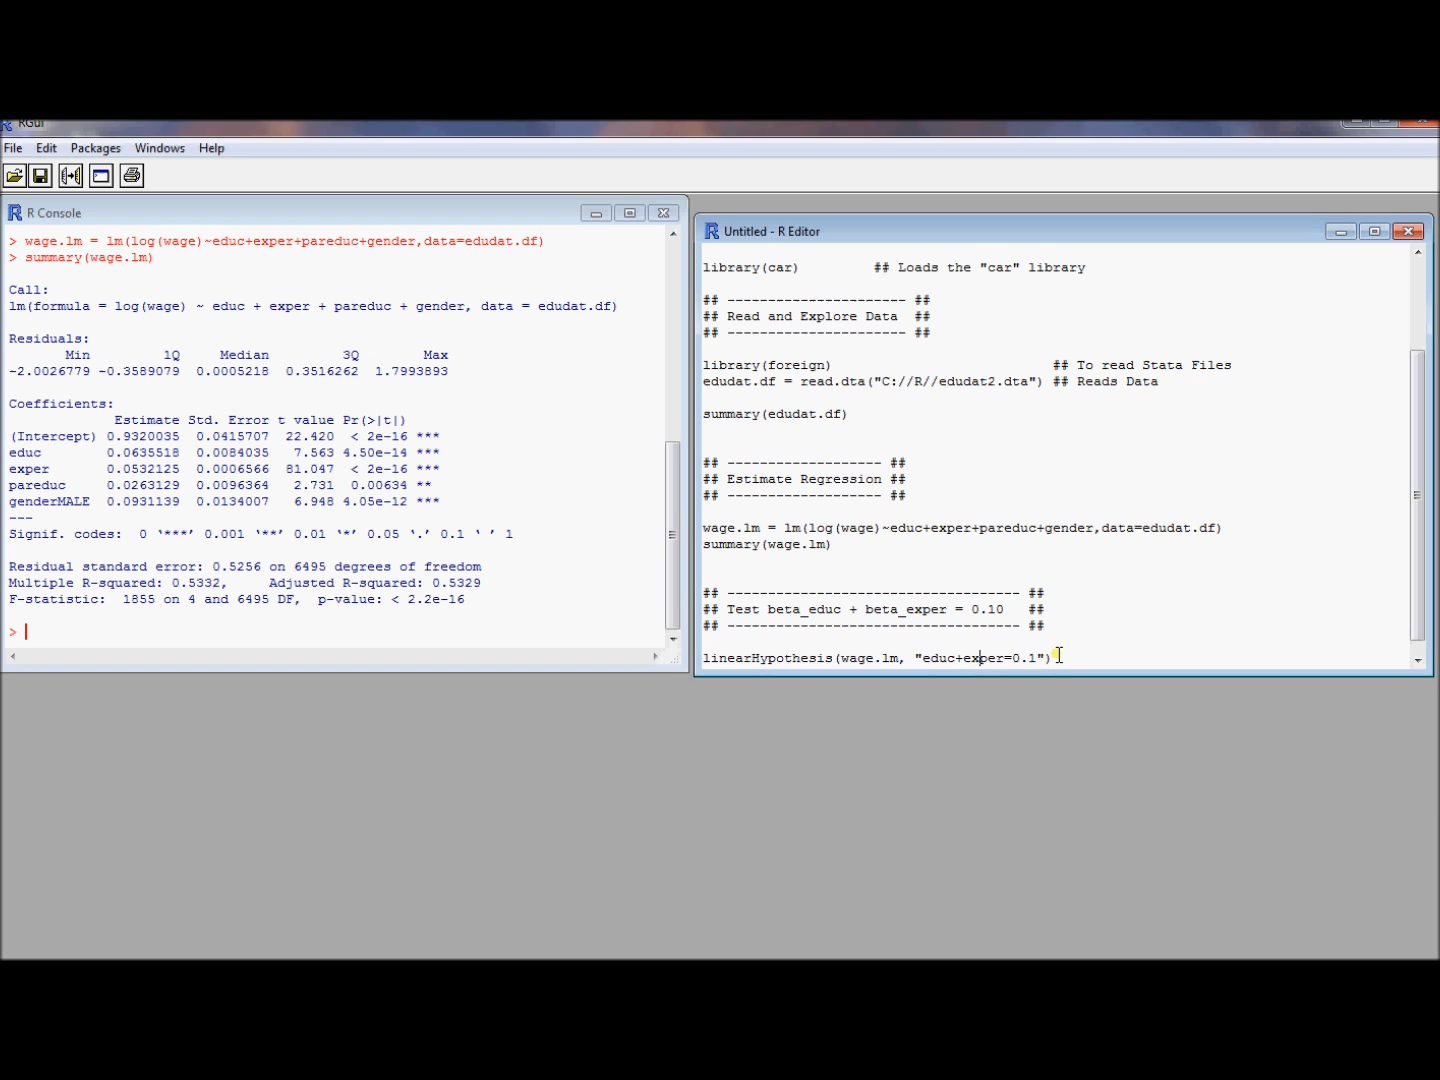 RGui
File Edit Packages Windows Help
R Console
> wage.lm = lm(log(wage)~educ+exper+pareduc+gender,data=edudat.df)
> summary(wage.lm)
Call:
lm(formula = log(wage) ~ educ + exper + pareduc + gender, data = edudat.df)
Residuals:
Min 1Q Median 3Q Max
-2.0026779 -0.3589079 0.0005218 0.3516262 1.7993893
Coefficients:
Estimate Std. Error t value Pr(>|t|)
(Intercept) 0.9320035 0.0415707 22.420 < 2e-16 ***
educ 0.0635518 0.0084035 7.563 4.50e-14 ***
exper 0.0532125 0.0006566 81.047 < 2e-16 ***
pareduc 0.0263129 0.0096364 2.731 0.00634 **
genderMALE 0.0931139 0.0134007 6.948 4.05e-12 ***
---
Signif. codes: 0 ‘***’ 0.001 ‘**’ 0.01 ‘*’ 0.05 ‘.’ 0.1 ‘ ’ 1
Residual standard error: 0.5256 on 6495 degrees of freedom
Multiple R-squared: 0.5332, Adjusted R-squared: 0.5329
F-statistic: 1855 on 4 and 6495 DF, p-value: < 2.2e-16
>
Untitled - R Editor
library(car) ## Loads the "car" library
## ---------------------- ##
## Read and Explore Data ##
## ---------------------- ##
library(foreign) ## To read Stata Files
edudat.df = read.dta("C://R//edudat2.dta") ## Reads Data
summary(edudat.df)
## ------------------- ##
## Estimate Regression ##
## ------------------- ##
wage.lm = lm(log(wage)~educ+exper+pareduc+gender,data=edudat.df)
summary(wage.lm)
## ------------------------------------ ##
## Test beta_educ + beta_exper = 0.10 ##
## ------------------------------------ ##
linearHypothesis(wage.lm, "educ+exper=0.1")